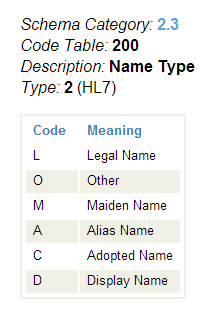 Schema Category: 2.3
Code Table: 200
Description: Name Type
Type: 2 (HL7)
Code Meaning
L Legal Name
O Other
M Maiden Name
A Alias Name
C Adopted Name
D Display Name